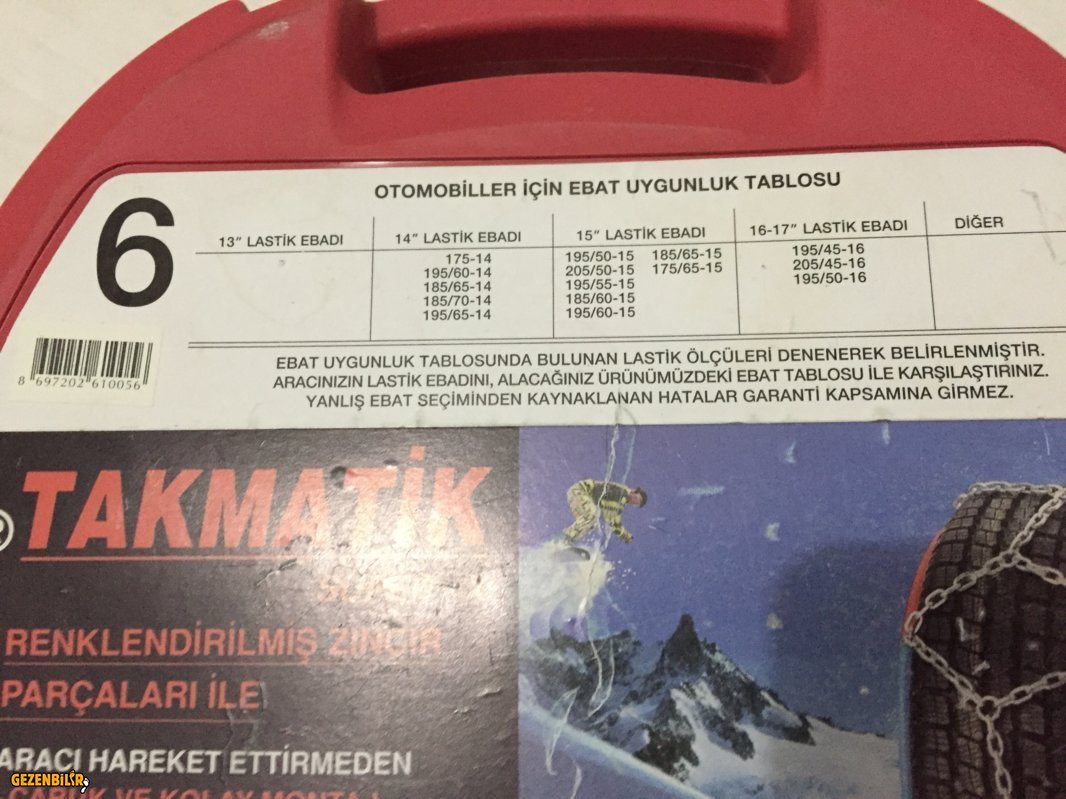 OTOMOBİLLER İÇİN EBAT UYGUNLUK TABLOSU
6
13" LASTİK EBADI 14" LASTİK EBADI 15" LASTİK EBADI 16-17" LASTİK EBADI DİĞER
175-14 195/50-15 185/65-15 195/45-16
195/60-14 205/50-15 175/65-15 205/45-16
185/65-14 195/55-15 195/50-16
185/70-14 185/60-15
195/65-14 195/60-15
8 697202 610056
EBAT UYGUNLUK TABLOSUNDA BULUNAN LASTİK ÖLÇÜLERİ DENENEREK BELİRLENMİŞTİR.
ARACINIZIN LASTİK EBADINI, ALACAĞINIZ ÜRÜNÜMÜZDEKİ EBAT TABLOSU İLE KARŞILAŞTIRINIZ.
YANLIŞ EBAT SEÇİMİNDEN KAYNAKLANAN HATALAR GARANTİ KAPSAMINA GİRMEZ.
® TAKMATİK
RENKLENDİRİLMİŞ ZİNCİR
PARÇALARI İLE
ARACI HAREKET ETTİRMEDEN
ÇABUK VE KOLAY MONTAJ
GEZENBİLİR